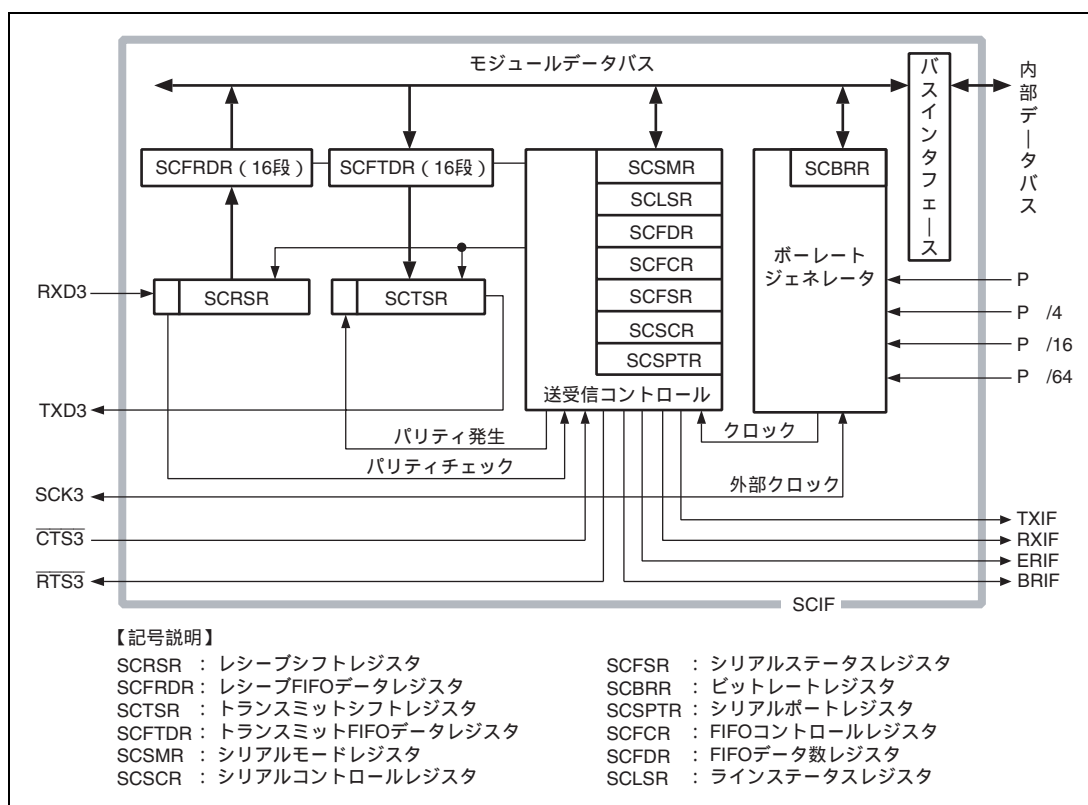 モジュールデータバス
バスインタフェース
内部データバス
SCFRDR（16段）
SCFTDR（16段）
SCSMR
SCLSR
SCFDR
SCFCR
SCFSR
SCSCR
SCSPTR
送受信コントロール
SCBRR
ボーレート
ジェネレータ
RXD3
SCRSR
SCTSR
P
P /4
P /16
P /64
TXD3
パリティ発生
パリティチェック
クロック
外部クロック
SCK3
CTS3
RTS3
TXIF
RXIF
ERIF
BRIF
SCIF
【記号説明】
SCRSR : レシーブシフトレジスタ
SCFRDR : レシーブFIFOデータレジスタ
SCTSR : トランスミットシフトレジスタ
SCFTDR : トランスミットFIFOデータレジスタ
SCSMR : シリアルモードレジスタ
SCSCR : シリアルコントロールレジスタ
SCFSR : シリアルステータスレジスタ
SCBRR : ビットレートレジスタ
SCSPTR : シリアルポートレジスタ
SCFCR : FIFOコントロールレジスタ
SCFDR : FIFOデータ数レジスタ
SCLSR : ラインステータスレジスタ